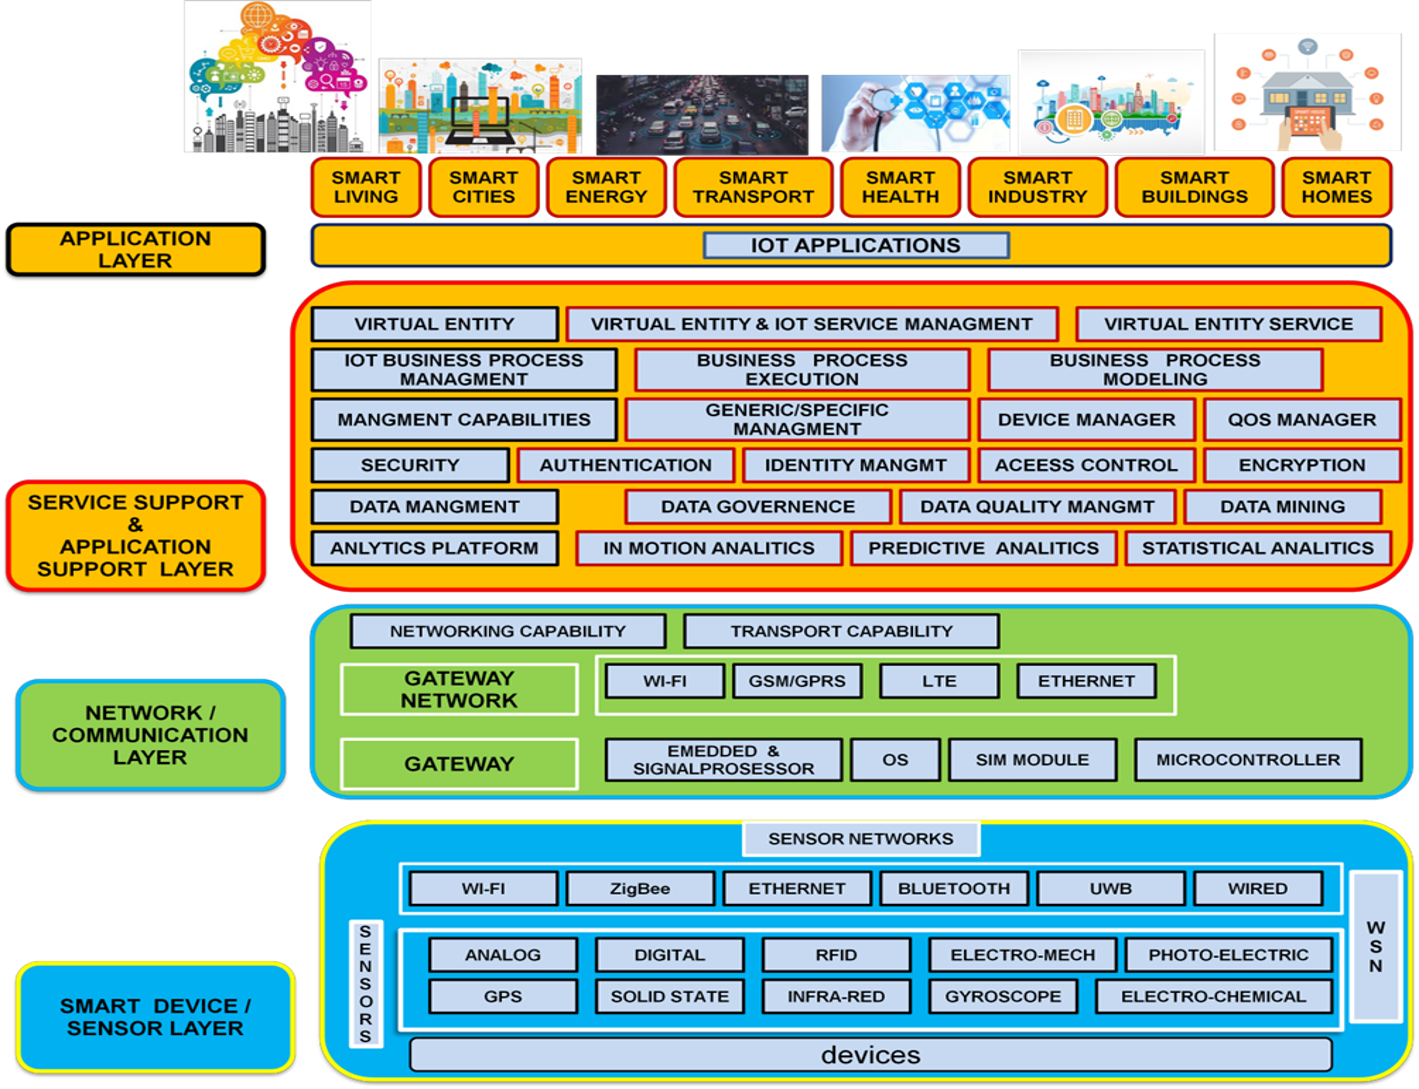 SMART
LIVING
SMART
CITIES
SMART
ENERGY
SMART
TRANSPORT
SMART
HEALTH
SMART
INDUSTRY
SMART
BUILDINGS
SMART
HOMES
APPLICATION
LAYER
IOT APPLICATIONS
VIRTUAL ENTITY
VIRTUAL ENTITY & IOT SERVICE MANAGMENT
VIRTUAL ENTITY SERVICE
IOT BUSINESS PROCESS
MANAGMENT
BUSINESS PROCESS
EXECUTION
BUSINESS PROCESS
MODELING
MANGMENT CAPABILITIES
GENERIC/SPECIFIC
MANAGMENT
DEVICE MANAGER
QOS MANAGER
SECURITY
AUTHENTICATION
IDENTITY MANGMT
ACEESS CONTROL
ENCRYPTION
SERVICE SUPPORT
&
APPLICATION
SUPPORT LAYER
DATA MANGMENT
DATA GOVERNENCE
DATA QUALITY MANGMT
DATA MINING
ANLYTICS PLATFORM
IN MOTION ANALITICS
PREDICTIVE ANALITICS
STATISTICAL ANALITICS
NETWORKING CAPABILITY
TRANSPORT CAPABILITY
GATEWAY
NETWORK
WI-FI
GSM/GPRS
LTE
ETHERNET
NETWORK /
COMMUNICATION
LAYER
GATEWAY
EMEDDED &
SIGNALPROSESSOR
OS
SIM MODULE
MICROCONTROLLER
SENSOR NETWORKS
WI-FI
ZigBee
ETHERNET
BLUETOOTH
UWB
WIRED
WSN
SENSORS
ANALOG
DIGITAL
RFID
ELECTRO-MECH
PHOTO-ELECTRIC
GPS
SOLID STATE
INFRA-RED
GYROSCOPE
ELECTRO-CHEMICAL
SMART DEVICE /
SENSOR LAYER
devices